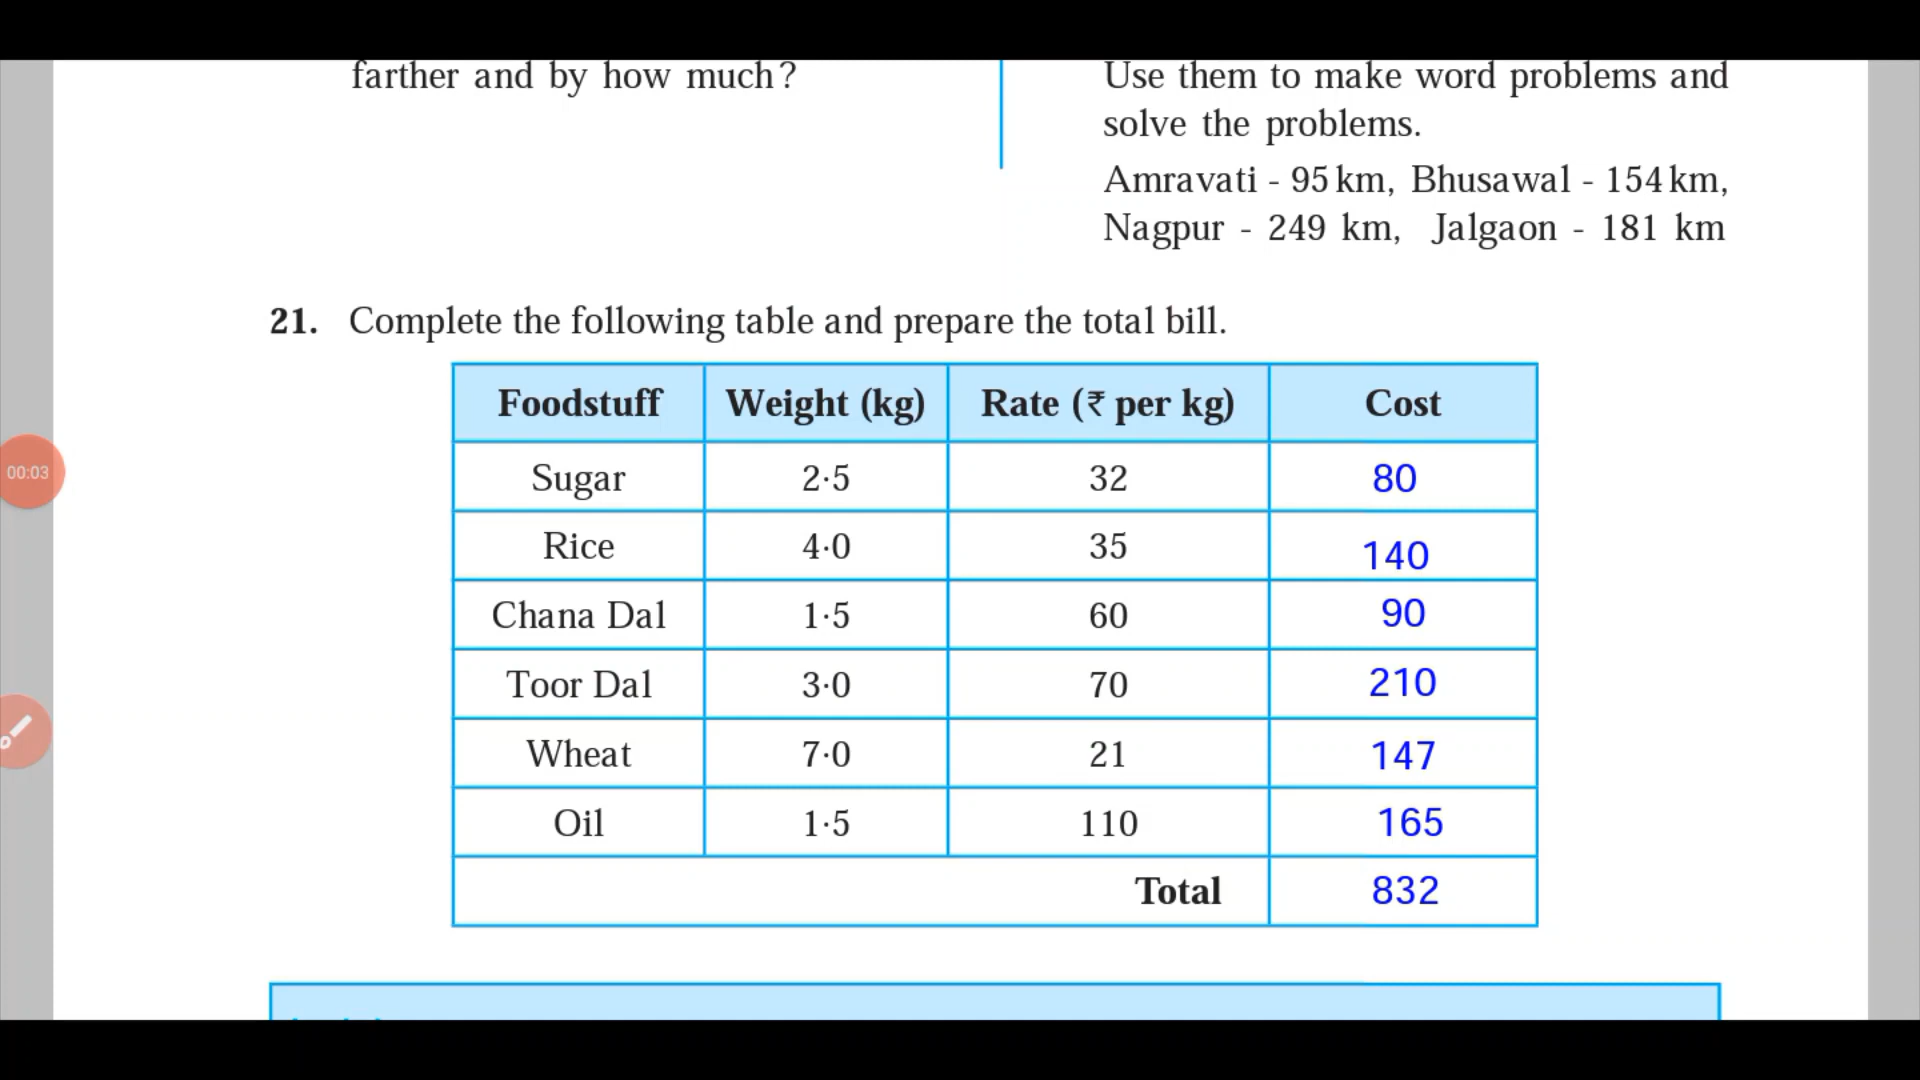 farther and by how much?
Use them to make word problems and
solve the problems.
Amravati - 95 km, Bhusawal - 154 km,
Nagpur - 249 km, Jalgaon - 181 km
21. Complete the following table and prepare the total bill.
Foodstuff Weight (kg) Rate (₹ per kg) Cost
Sugar 2·5 32 80
Rice 4·0 35 140
Chana Dal 1·5 60 90
Toor Dal 3·0 70 210
Wheat 7·0 21 147
Oil 1·5 110 165
Total 832
00:03